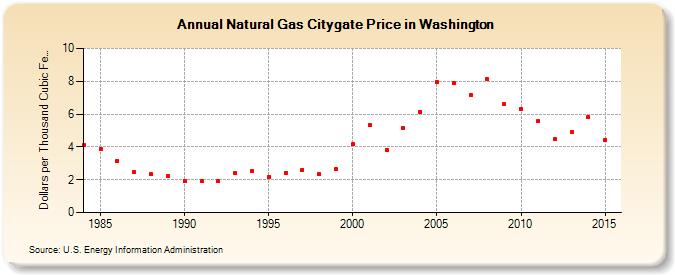 Annual Natural Gas Citygate Price in Washington
Dollars per Thousand Cubic Fe...
10
8
6
4
2
0
1985 1990 1995 2000 2005 2010 2015
Source: U.S. Energy Information Administration